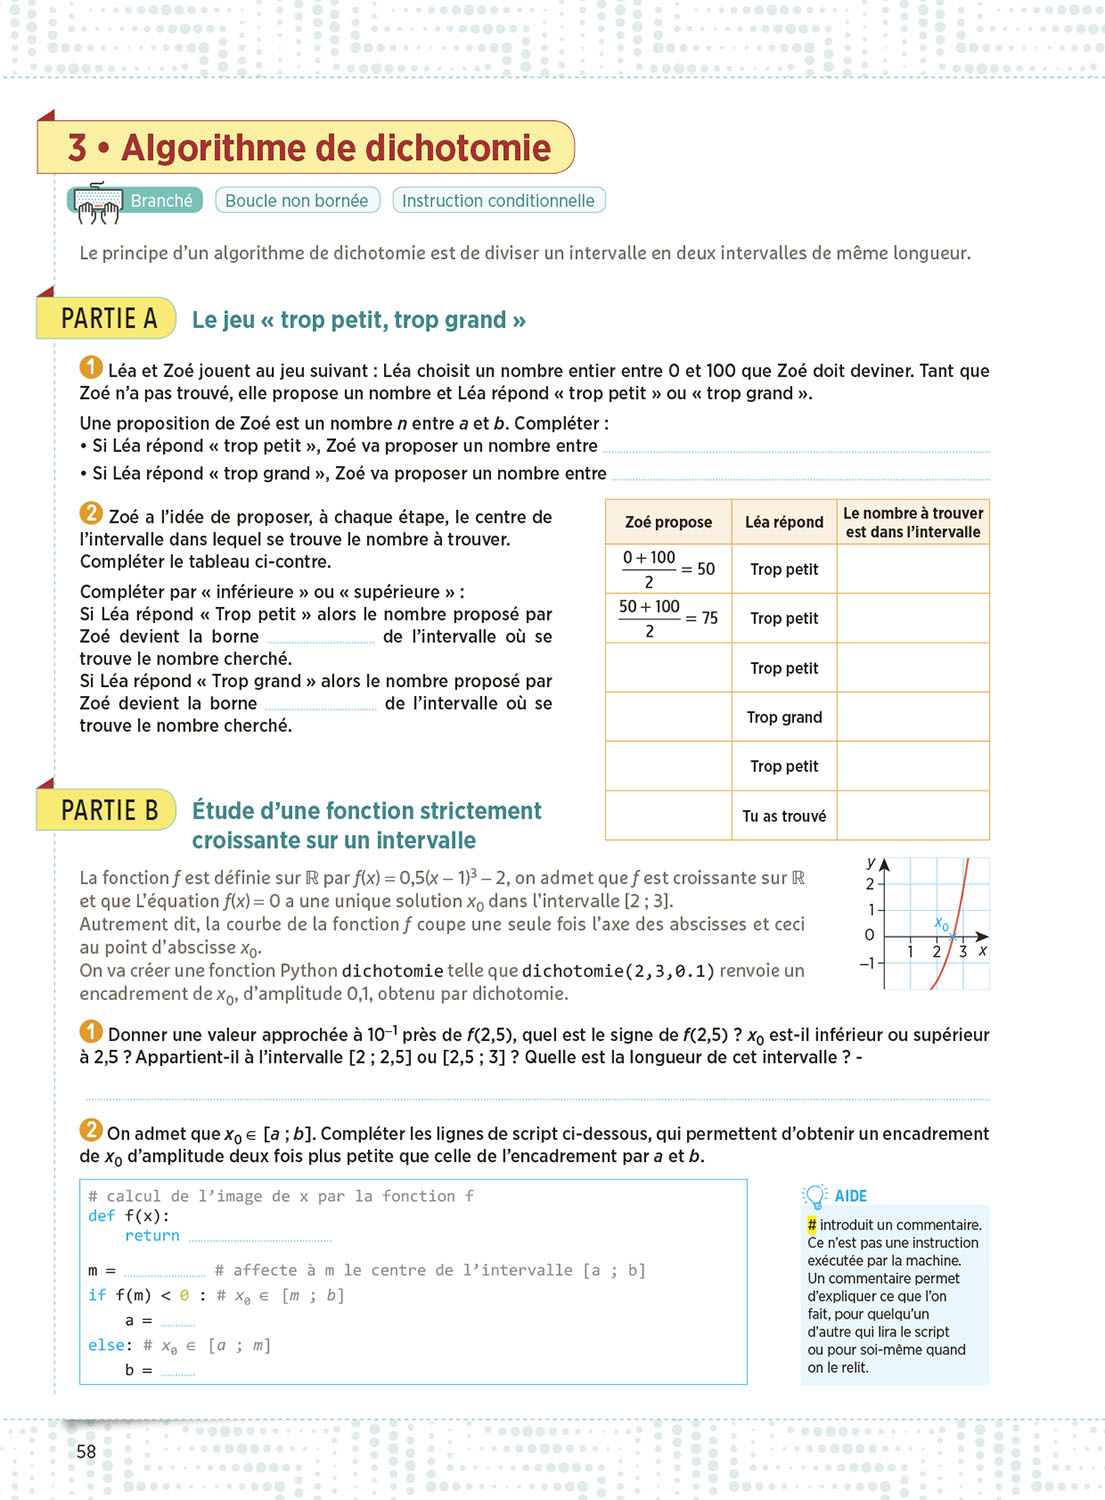 3 • Algorithme de dichotomie
Branché
Boucle non bornée
Instruction conditionnelle
Le principe d’un algorithme de dichotomie est de diviser un intervalle en deux intervalles de même longueur.
PARTIE A
Le jeu « trop petit, trop grand »
1 Léa et Zoé jouent au jeu suivant : Léa choisit un nombre entier entre 0 et 100 que Zoé doit deviner. Tant que
Zoé n’a pas trouvé, elle propose un nombre et Léa répond « trop petit » ou « trop grand ».
Une proposition de Zoé est un nombre n entre a et b. Compléter :
• Si Léa répond « trop petit », Zoé va proposer un nombre entre
• Si Léa répond « trop grand », Zoé va proposer un nombre entre
2 Zoé a l’idée de proposer, à chaque étape, le centre de
l’intervalle dans lequel se trouve le nombre à trouver.
Compléter le tableau ci-contre.
Compléter par « inférieure » ou « supérieure » :
Si Léa répond « Trop petit » alors le nombre proposé par
Zoé devient la borne de l’intervalle où se
trouve le nombre cherché.
Si Léa répond « Trop grand » alors le nombre proposé par
Zoé devient la borne de l’intervalle où se
trouve le nombre cherché.
Zoé propose
Léa répond
Le nombre à trouver
est dans l’intervalle
0 + 100
2
= 50
Trop petit
50 + 100
2
= 75
Trop petit
Trop petit
Trop grand
Trop petit
Tu as trouvé
PARTIE B
Étude d’une fonction strictement
croissante sur un intervalle
La fonction f est définie sur ℝ par f(x) = 0,5(x – 1)³ – 2, on admet que f est croissante sur ℝ
et que L’équation f(x) = 0 a une unique solution x₀ dans l’intervalle [2 ; 3].
Autrement dit, la courbe de la fonction f coupe une seule fois l’axe des abscisses et ceci
au point d’abscisse x₀.
On va créer une fonction Python dichotomie telle que dichotomie(2,3,0.1) renvoie un
encadrement de x₀, d’amplitude 0,1, obtenu par dichotomie.
y
2
1
0
–1
x₀
1 2 3 x
1 Donner une valeur approchée à 10⁻¹ près de f(2,5), quel est le signe de f(2,5) ? x₀ est-il inférieur ou supérieur
à 2,5 ? Appartient-il à l’intervalle [2 ; 2,5] ou [2,5 ; 3] ? Quelle est la longueur de cet intervalle ? -
2 On admet que x₀ ∈ [a ; b]. Compléter les lignes de script ci-dessous, qui permettent d’obtenir un encadrement
de x₀ d’amplitude deux fois plus petite que celle de l’encadrement par a et b.
# calcul de l’image de x par la fonction f
def f(x):
return
m = # affecte à m le centre de l’intervalle [a ; b]
if f(m) < 0 : # x₀ ∈ [m ; b]
a =
else: # x₀ ∈ [a ; m]
b =
AIDE
# introduit un commentaire.
Ce n’est pas une instruction
exécutée par la machine.
Un commentaire permet
d’expliquer ce que l’on
fait, pour quelqu’un
d’autre qui lira le script
ou pour soi-même quand
on le relit.
58